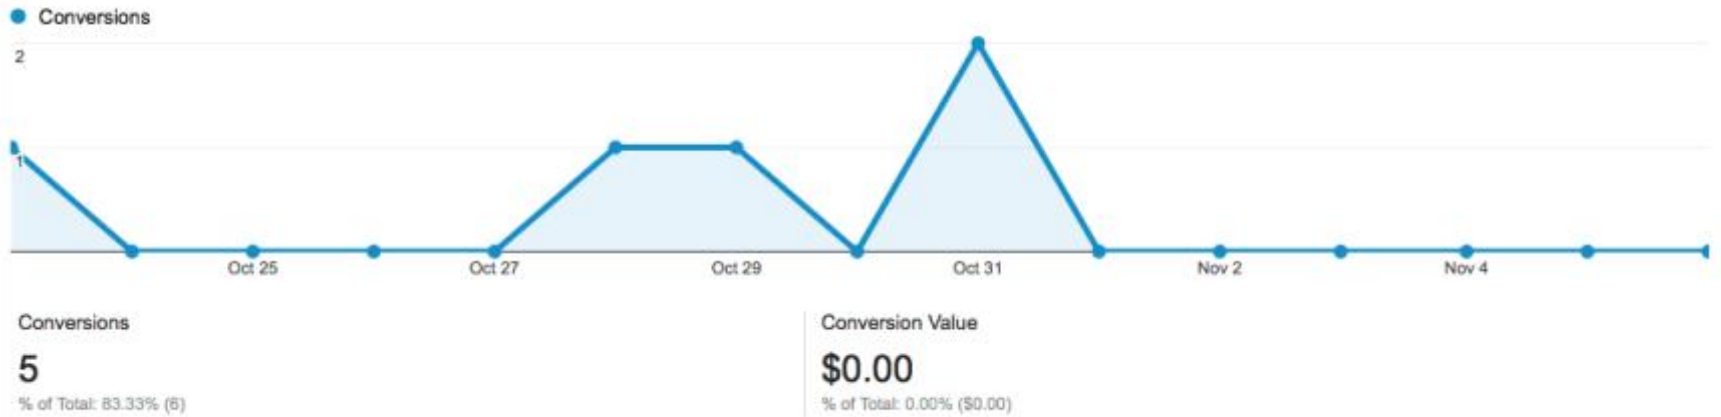 Conversions
2
1
Oct 25 Oct 27 Oct 29 Oct 31 Nov 2 Nov 4
Conversions
5
% of Total: 83.33% (6)
Conversion Value
$0.00
% of Total: 0.00% ($0.00)